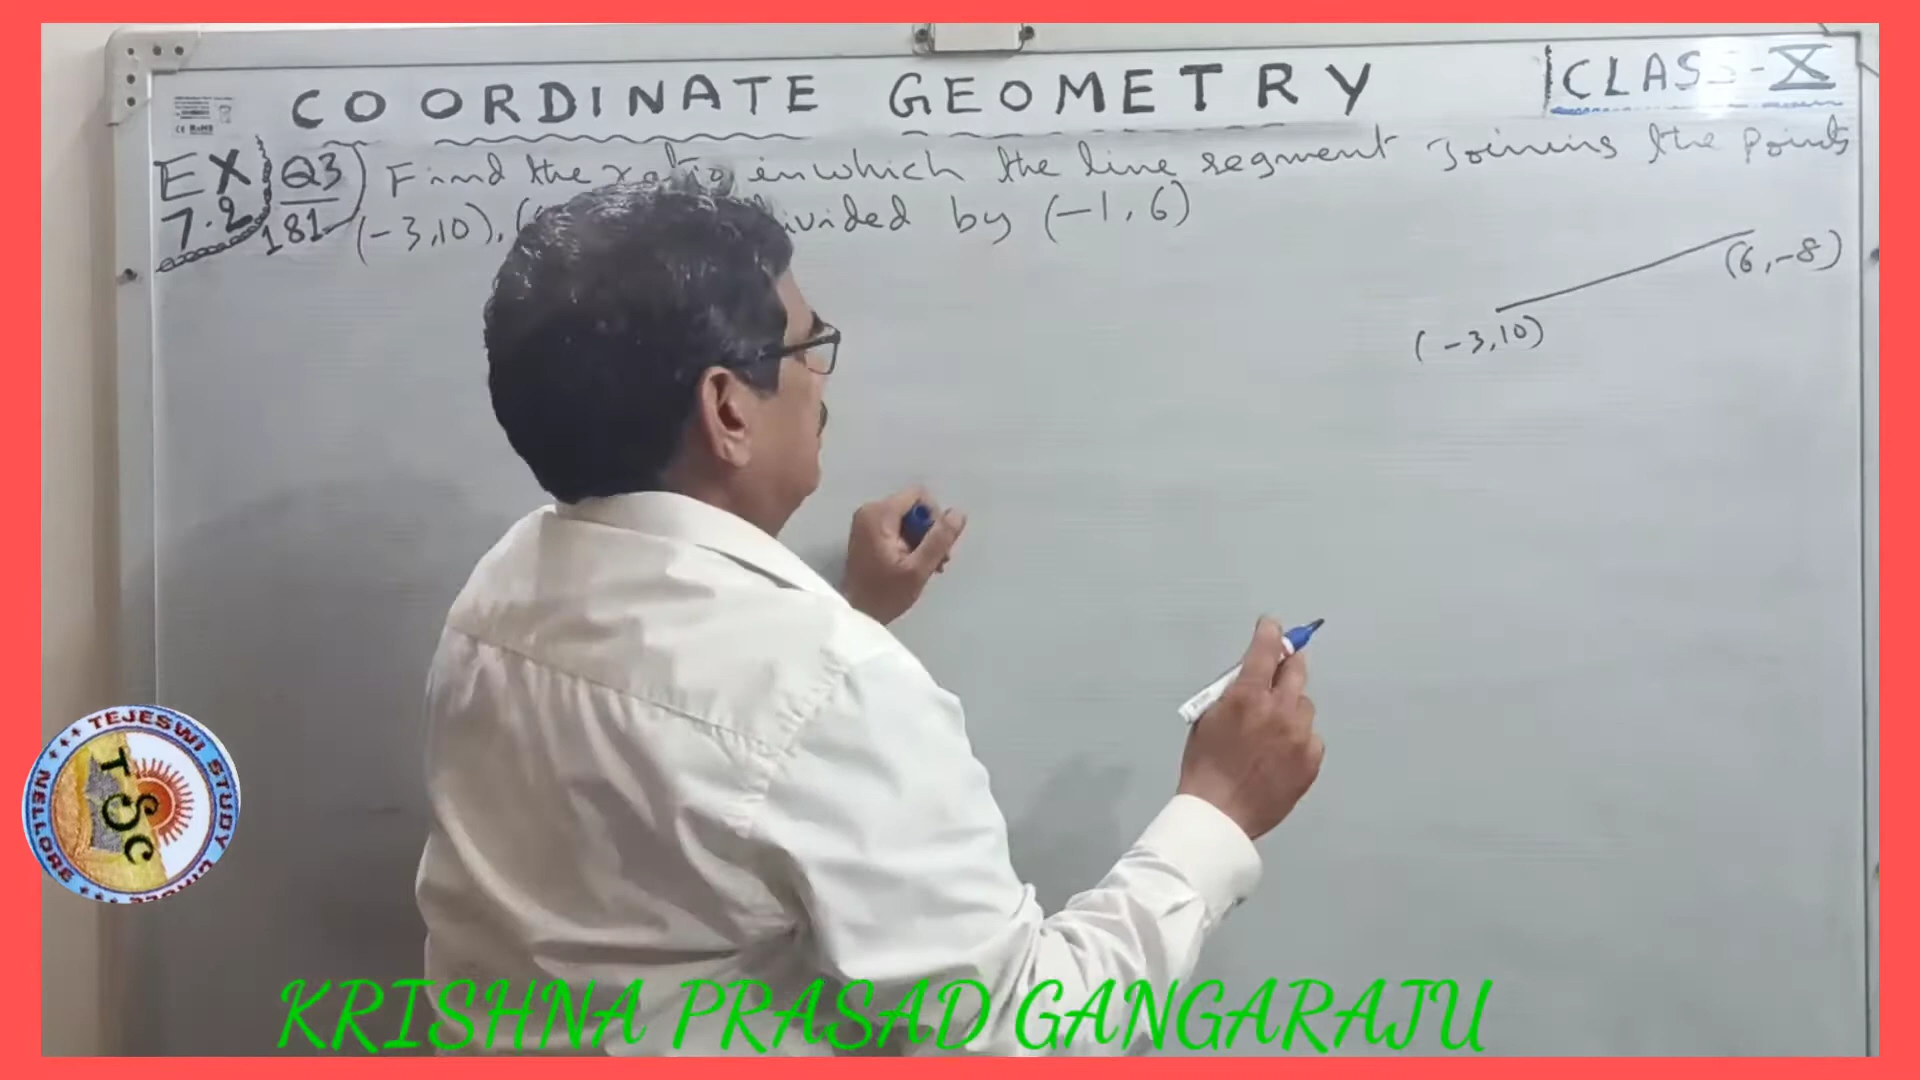 COORDINATE GEOMETRY
CLASS-X
EX 7.2
Q3
181
Find the ratio in which the line segment Joining the points
(-3,10), divided by (-1,6)
(6,-8)
(-3,10)
TEJESWI STUDY CIRCLE
NELLORE
TSC
KRISHNA PRASAD GANGARAJU